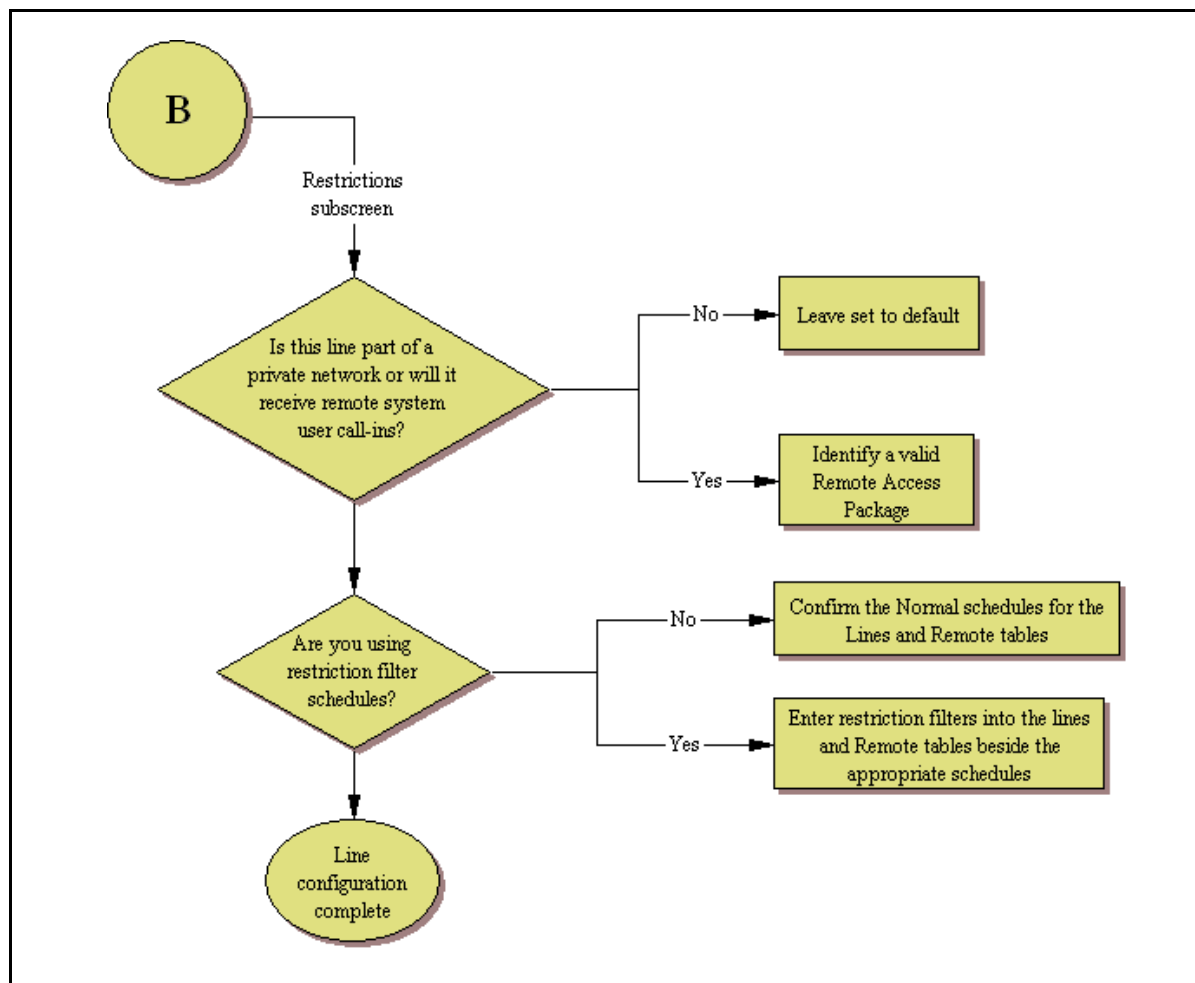 B
Restrictions
subscreen
Is this line part of a
private network or will it
receive remote system
user call-ins?
No
Leave set to default
Yes
Identify a valid
Remote Access
Package
Are you using
restriction filter
schedules?
No
Confirm the Normal schedules for the
Lines and Remote tables
Yes
Enter restriction filters into the lines
and Remote tables beside the
appropriate schedules
Line
configuration
complete